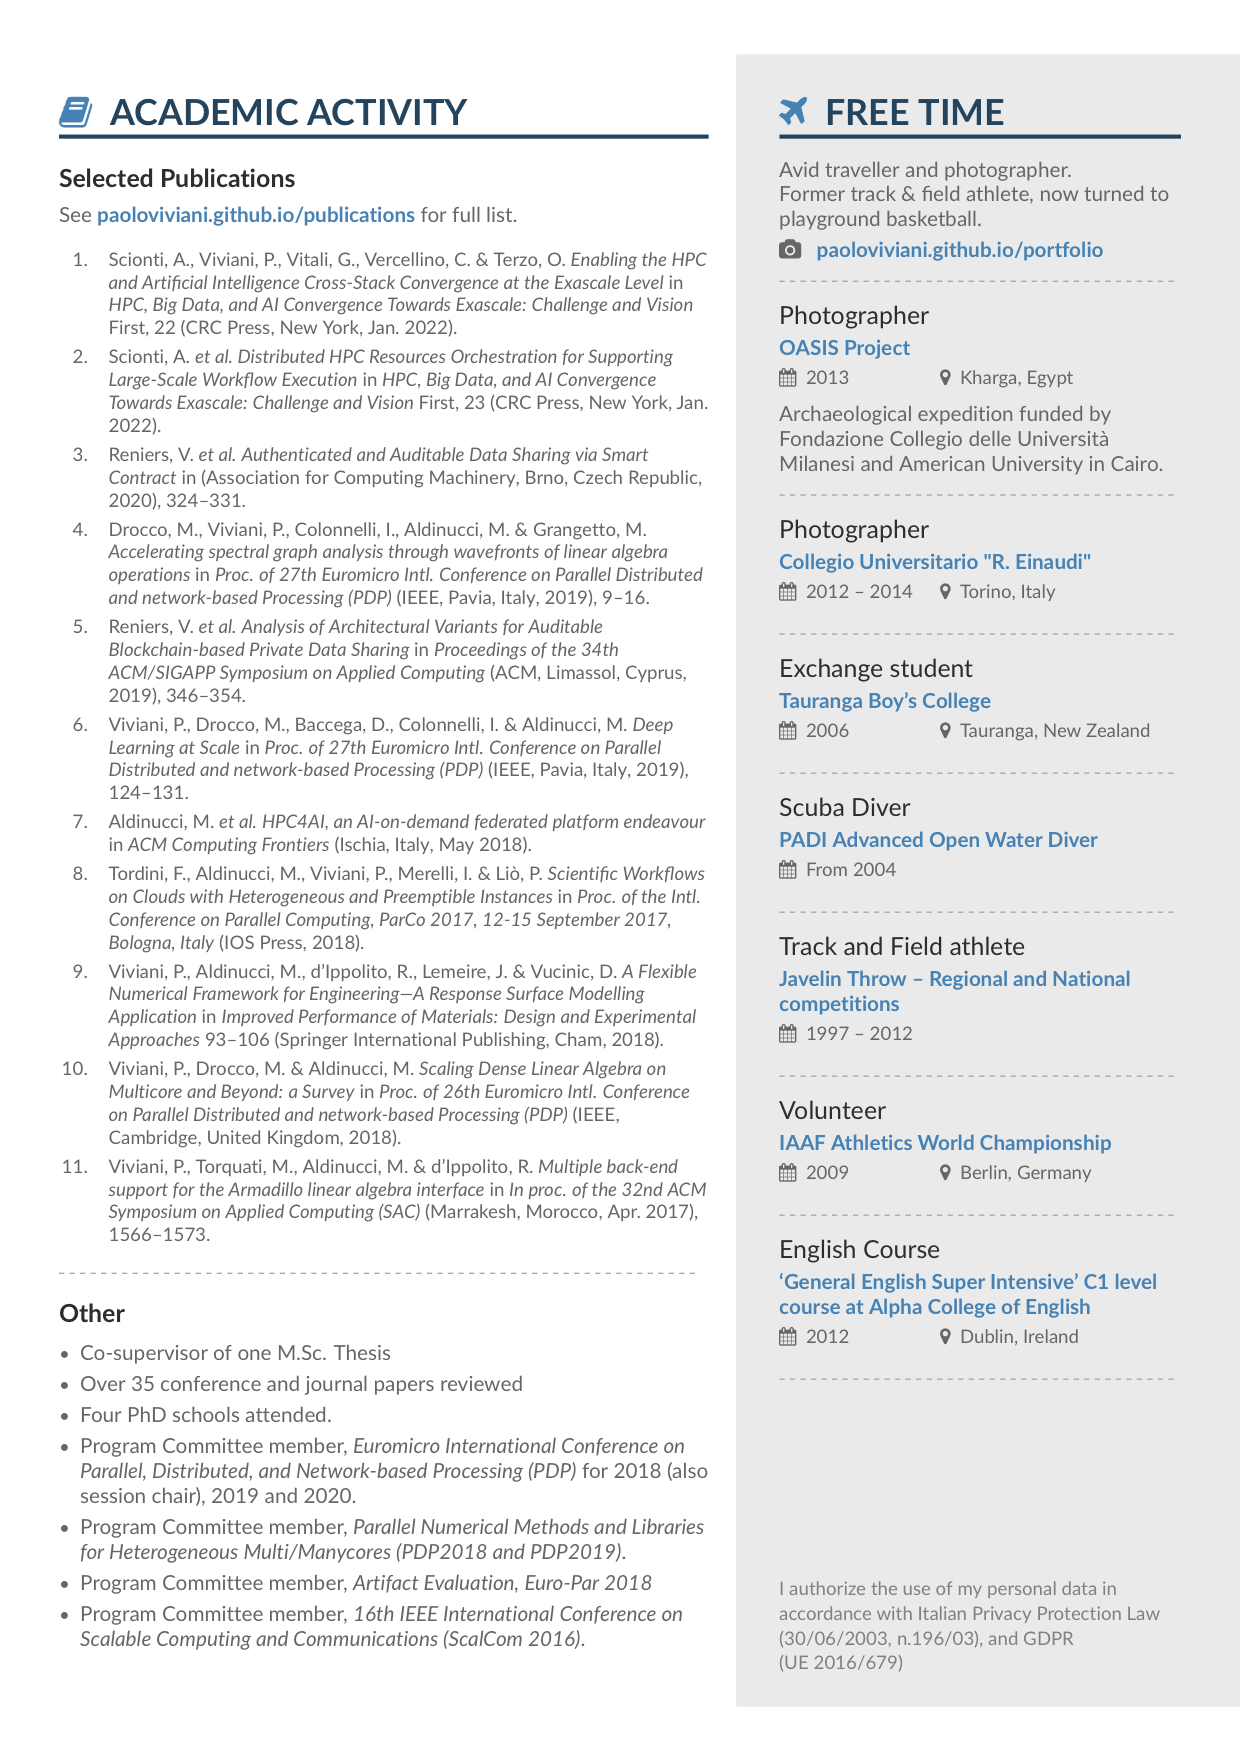 ACADEMIC ACTIVITY
Selected Publications
See paoloviviani.github.io/publications for full list.
1. Scionti, A., Viviani, P., Vitali, G., Vercellino, C. & Terzo, O. Enabling the HPC
and Artificial Intelligence Cross-Stack Convergence at the Exascale Level in
HPC, Big Data, and AI Convergence Towards Exascale: Challenge and Vision
First, 22 (CRC Press, New York, Jan. 2022).
2. Scionti, A. et al. Distributed HPC Resources Orchestration for Supporting
Large-Scale Workflow Execution in HPC, Big Data, and AI Convergence
Towards Exascale: Challenge and Vision First, 23 (CRC Press, New York, Jan.
2022).
3. Reniers, V. et al. Authenticated and Auditable Data Sharing via Smart
Contract in (Association for Computing Machinery, Brno, Czech Republic,
2020), 324–331.
4. Drocco, M., Viviani, P., Colonnelli, I., Aldinucci, M. & Grangetto, M.
Accelerating spectral graph analysis through wavefronts of linear algebra
operations in Proc. of 27th Euromicro Intl. Conference on Parallel Distributed
and network-based Processing (PDP) (IEEE, Pavia, Italy, 2019), 9–16.
5. Reniers, V. et al. Analysis of Architectural Variants for Auditable
Blockchain-based Private Data Sharing in Proceedings of the 34th
ACM/SIGAPP Symposium on Applied Computing (ACM, Limassol, Cyprus,
2019), 346–354.
6. Viviani, P., Drocco, M., Baccega, D., Colonnelli, I. & Aldinucci, M. Deep
Learning at Scale in Proc. of 27th Euromicro Intl. Conference on Parallel
Distributed and network-based Processing (PDP) (IEEE, Pavia, Italy, 2019),
124–131.
7. Aldinucci, M. et al. HPC4AI, an AI-on-demand federated platform endeavour
in ACM Computing Frontiers (Ischia, Italy, May 2018).
8. Tordini, F., Aldinucci, M., Viviani, P., Merelli, I. & Liò, P. Scientific Workflows
on Clouds with Heterogeneous and Preemptible Instances in Proc. of the Intl.
Conference on Parallel Computing, ParCo 2017, 12-15 September 2017,
Bologna, Italy (IOS Press, 2018).
9. Viviani, P., Aldinucci, M., d’Ippolito, R., Lemeire, J. & Vucinic, D. A Flexible
Numerical Framework for Engineering—A Response Surface Modelling
Application in Improved Performance of Materials: Design and Experimental
Approaches 93–106 (Springer International Publishing, Cham, 2018).
10. Viviani, P., Drocco, M. & Aldinucci, M. Scaling Dense Linear Algebra on
Multicore and Beyond: a Survey in Proc. of 26th Euromicro Intl. Conference
on Parallel Distributed and network-based Processing (PDP) (IEEE,
Cambridge, United Kingdom, 2018).
11. Viviani, P., Torquati, M., Aldinucci, M. & d’Ippolito, R. Multiple back-end
support for the Armadillo linear algebra interface in In proc. of the 32nd ACM
Symposium on Applied Computing (SAC) (Marrakesh, Morocco, Apr. 2017),
1566–1573.
Other
• Co-supervisor of one M.Sc. Thesis
• Over 35 conference and journal papers reviewed
• Four PhD schools attended.
• Program Committee member, Euromicro International Conference on
Parallel, Distributed, and Network-based Processing (PDP) for 2018 (also
session chair), 2019 and 2020.
• Program Committee member, Parallel Numerical Methods and Libraries
for Heterogeneous Multi/Manycores (PDP2018 and PDP2019).
• Program Committee member, Artifact Evaluation, Euro-Par 2018
• Program Committee member, 16th IEEE International Conference on
Scalable Computing and Communications (ScalCom 2016).
FREE TIME
Avid traveller and photographer.
Former track & field athlete, now turned to
playground basketball.
paoloviviani.github.io/portfolio
Photographer
OASIS Project
2013 Kharga, Egypt
Archaeological expedition funded by
Fondazione Collegio delle Università
Milanesi and American University in Cairo.
Photographer
Collegio Universitario "R. Einaudi"
2012 – 2014 Torino, Italy
Exchange student
Tauranga Boy’s College
2006 Tauranga, New Zealand
Scuba Diver
PADI Advanced Open Water Diver
From 2004
Track and Field athlete
Javelin Throw – Regional and National
competitions
1997 – 2012
Volunteer
IAAF Athletics World Championship
2009 Berlin, Germany
English Course
‘General English Super Intensive’ C1 level
course at Alpha College of English
2012 Dublin, Ireland
I authorize the use of my personal data in
accordance with Italian Privacy Protection Law
(30/06/2003, n.196/03), and GDPR
(UE 2016/679)